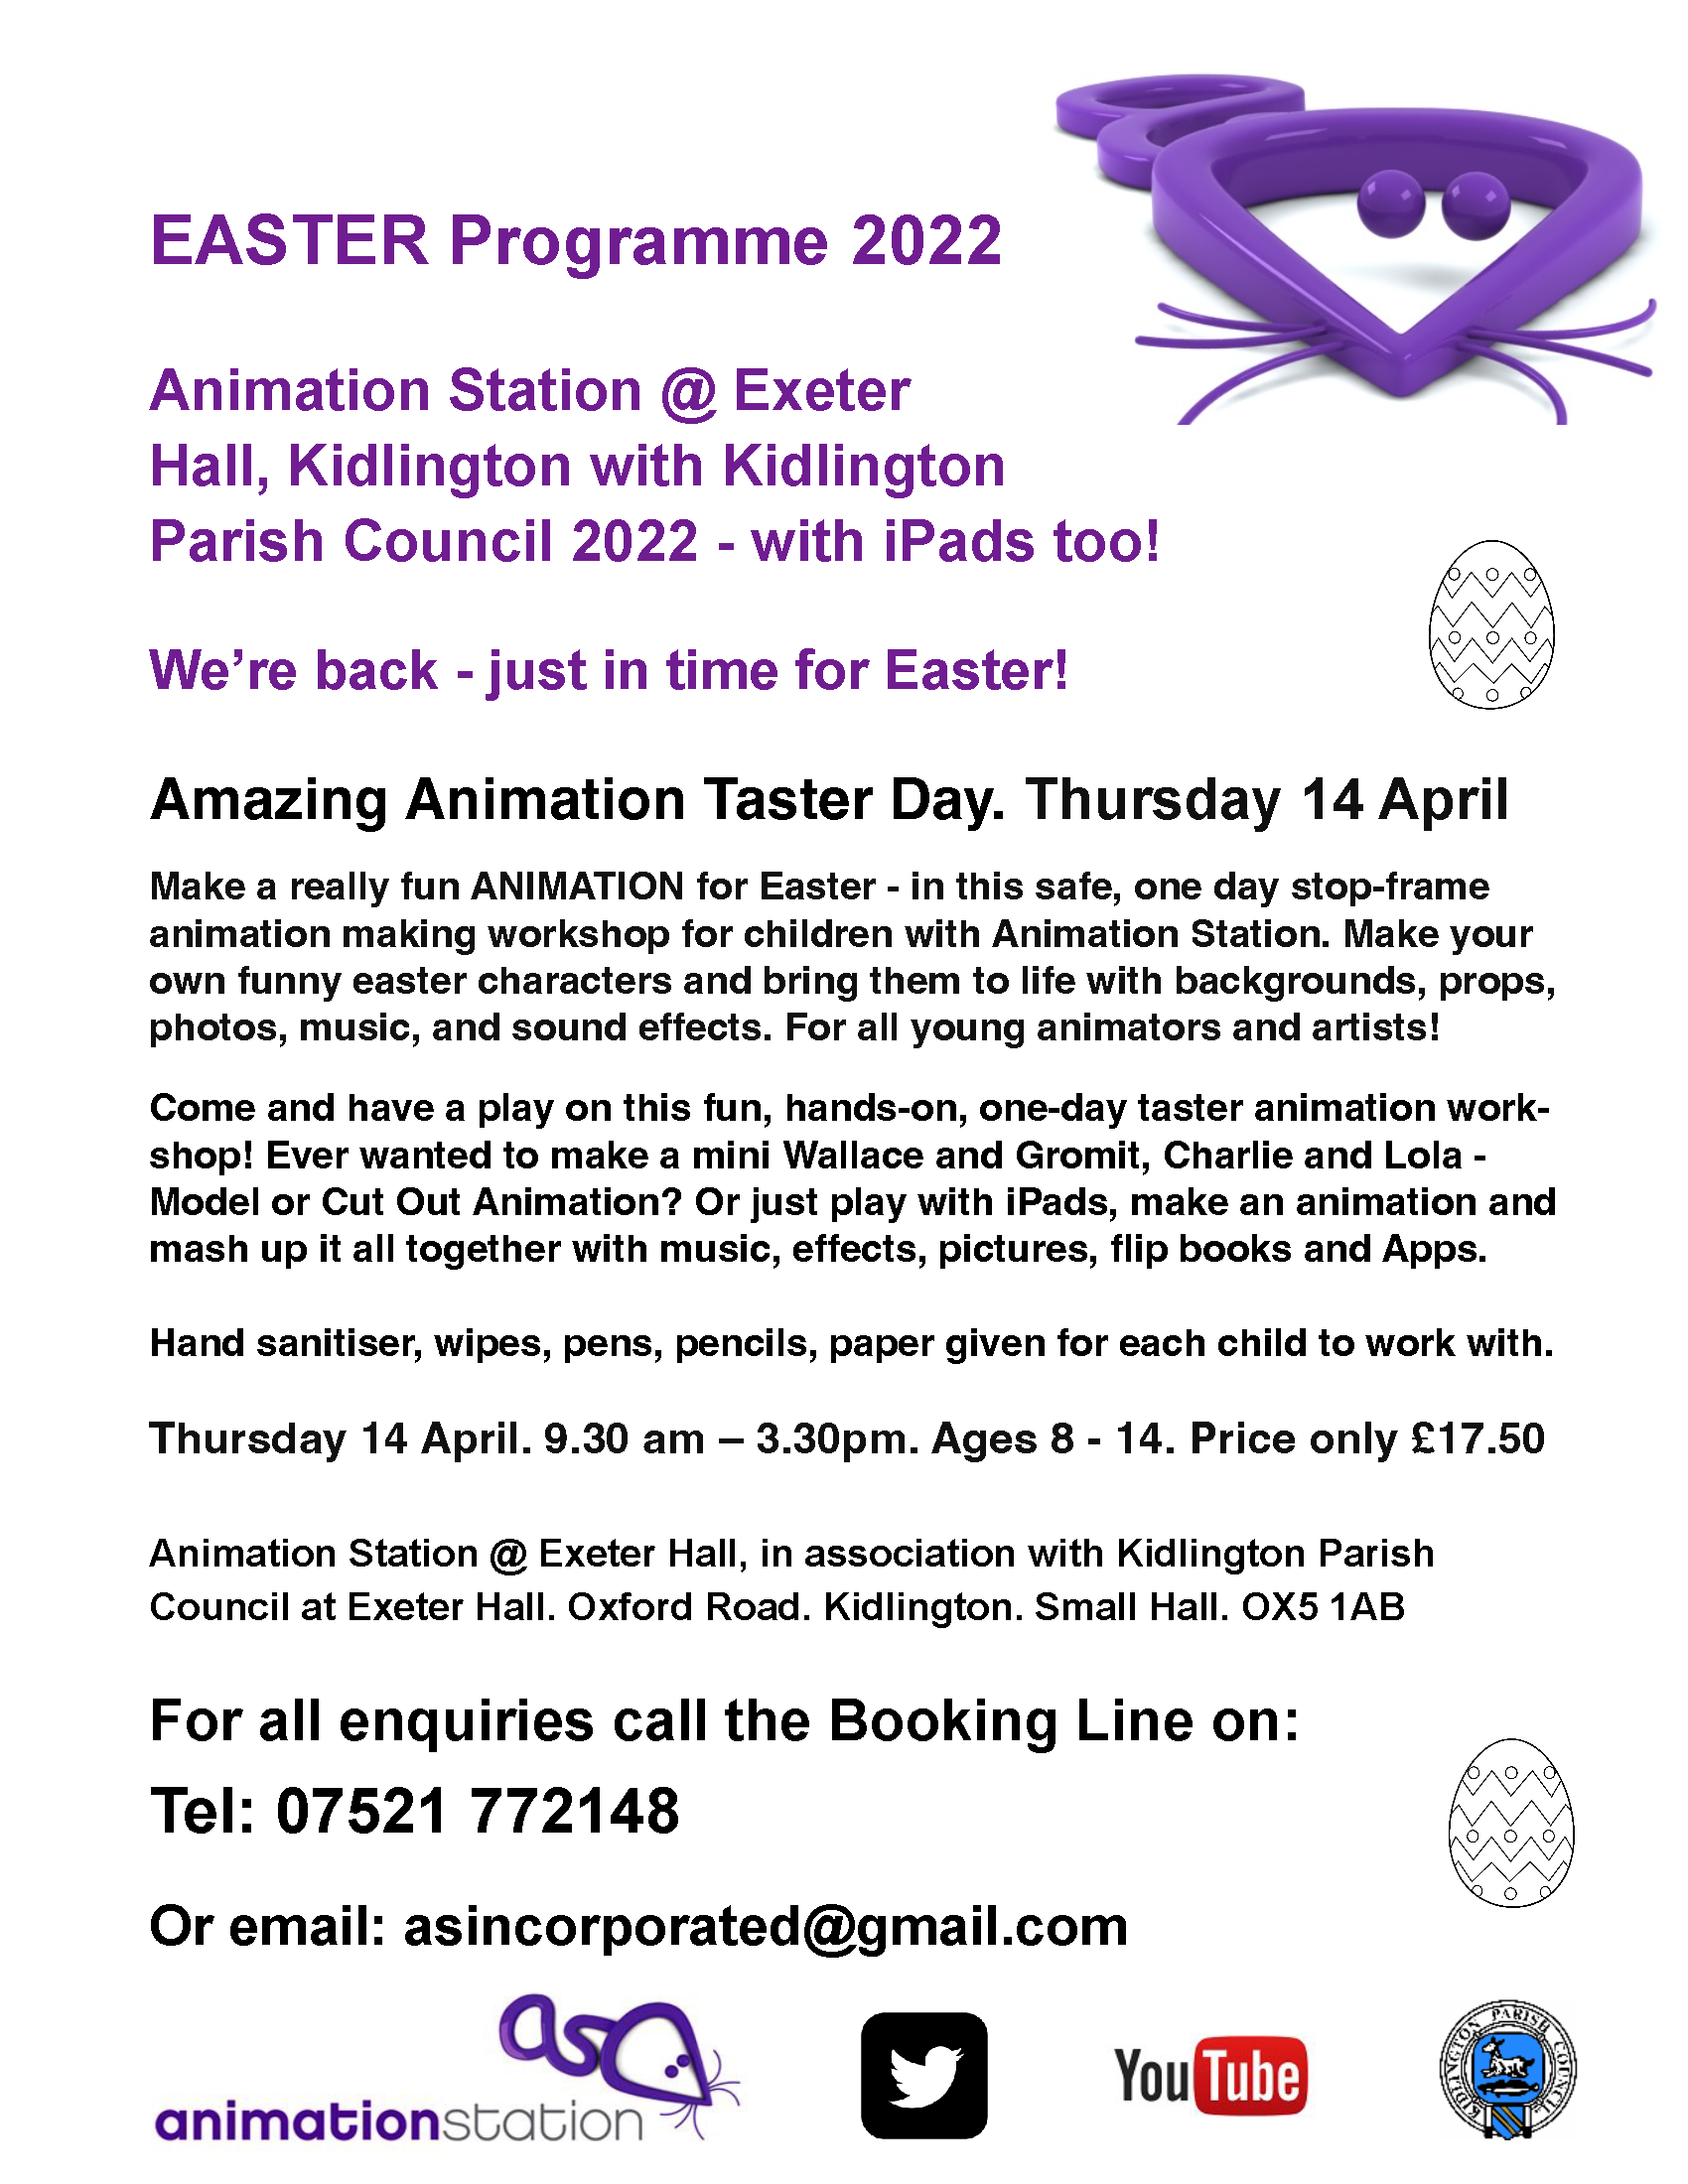 EASTER Programme 2022
Animation Station @ Exeter
Hall, Kidlington with Kidlington
Parish Council 2022 - with iPads too!
We’re back - just in time for Easter!
Amazing Animation Taster Day. Thursday 14 April
Make a really fun ANIMATION for Easter - in this safe, one day stop-frame
animation making workshop for children with Animation Station. Make your
own funny easter characters and bring them to life with backgrounds, props,
photos, music, and sound effects. For all young animators and artists!
Come and have a play on this fun, hands-on, one-day taster animation work-
shop! Ever wanted to make a mini Wallace and Gromit, Charlie and Lola -
Model or Cut Out Animation? Or just play with iPads, make an animation and
mash up it all together with music, effects, pictures, flip books and Apps.
Hand sanitiser, wipes, pens, pencils, paper given for each child to work with.
Thursday 14 April. 9.30 am – 3.30pm. Ages 8 - 14. Price only £17.50
Animation Station @ Exeter Hall, in association with Kidlington Parish
Council at Exeter Hall. Oxford Road. Kidlington. Small Hall. OX5 1AB
For all enquiries call the Booking Line on:
Tel: 07521 772148
Or email: asincorporated@gmail.com
as
animationstation
YouTube
KIDLINGTON PARISH COUNCIL